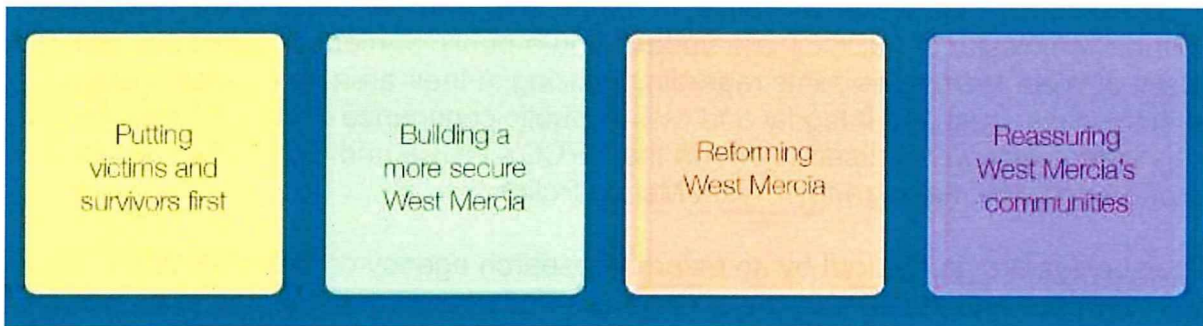 Putting
victims and
survivors first
Building a
more secure
West Mercia
Reforming
West Mercia
Reassuring
West Mercia's
communities